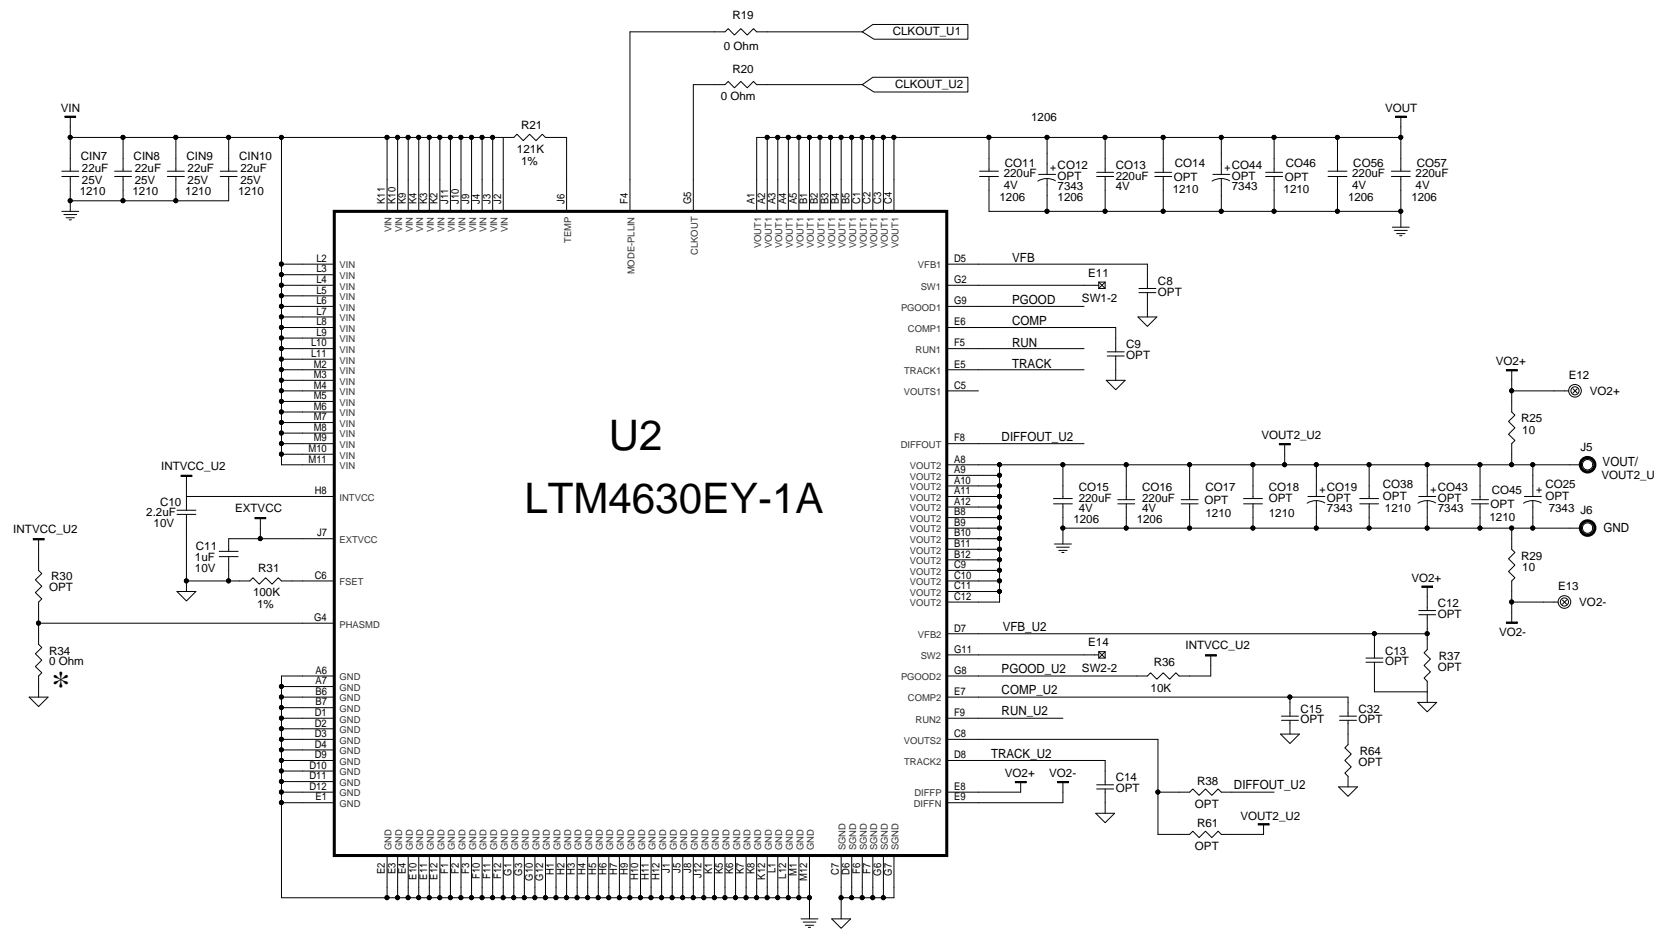 R19
0 Ohm
CLKOUT_U1
R20
0 Ohm
CLKOUT_U2
VIN
CIN7
22uF
25V
1210
CIN8
22uF
25V
1210
CIN9
22uF
25V
1210
CIN10
22uF
25V
1210
R21
121K
1%
1206
VOUT
CO11
220uF
4V
1206
+ CO12
OPT
7343
CO13
220uF
4V
CO14
OPT
1210
+ CO44
OPT
7343
CO46
OPT
1210
CO56
220uF
4V
1206
CO57
220uF
4V
1206
K11 K10 K9 K4 K3 K2 J11 J10 J9 J4 J3 J2
J6
F4
G5
A1 A2 A3 A4 A5 B1 B2 B3 B4 B5 C1 C2 C3 C4
VIN VIN VIN VIN VIN VIN VIN VIN VIN VIN VIN VIN
TEMP
MODE-PLLIN
CLKOUT
VOUT1 VOUT1 VOUT1 VOUT1 VOUT1 VOUT1 VOUT1 VOUT1 VOUT1 VOUT1 VOUT1 VOUT1 VOUT1 VOUT1
L2 VIN
L3 VIN
L4 VIN
L5 VIN
L6 VIN
L7 VIN
L8 VIN
L9 VIN
L10 VIN
L11 VIN
M2 VIN
M3 VIN
M4 VIN
M5 VIN
M6 VIN
M7 VIN
M8 VIN
M9 VIN
M10 VIN
M11 VIN
INTVCC_U2
H8 INTVCC
C10
2.2uF
10V
EXTVCC
J7 EXTVCC
C11
1uF
10V
R31
100K
1%
C6 FSET
INTVCC_U2
R30
OPT
G4 PHASMD
R34
0 Ohm
*
A6 GND
A7 GND
B6 GND
B7 GND
D1 GND
D2 GND
D3 GND
D4 GND
D9 GND
D10 GND
D11 GND
D12 GND
E1 GND
U2
LTM4630EY-1A
VFB1 D5 VFB
SW1 G2
E11
SW1-2
C8
OPT
PGOOD1 G9 PGOOD
COMP1 E6 COMP
C9
OPT
RUN1 F5 RUN
TRACK1 E5 TRACK
VOUTS1 C5
DIFFOUT F8 DIFFOUT_U2
VOUT2 A8
VOUT2 A9
VOUT2 A10
VOUT2 A11
VOUT2 A12
VOUT2 B8
VOUT2 B9
VOUT2 B10
VOUT2 B11
VOUT2 B12
VOUT2 C9
VOUT2 C10
VOUT2 C11
VOUT2 C12
VOUT2_U2
CO15
220uF
4V
1206
CO16
220uF
4V
1206
CO17
OPT
1210
CO18
OPT
1210
+ CO19
OPT
7343
CO38
OPT
1210
+ CO43
OPT
7343
CO45
OPT
1210
+ CO25
OPT
7343
VO2+
E12
VO2+
R25
10
J5
VOUT/
VOUT2_U
J6
GND
R29
10
E13
VO2-
VO2-
VFB2 D7 VFB_U2
VO2+
C12
OPT
C13
OPT
R37
OPT
SW2 G11
E14
SW2-2
PGOOD2 G8 PGOOD_U2
R36
10K
INTVCC_U2
COMP2 E7 COMP_U2
C15
OPT
C32
OPT
R64
OPT
RUN2 F9 RUN_U2
VOUTS2 C8
TRACK2 D8 TRACK_U2
C14
OPT
VO2+
VO2-
DIFFP E8
DIFFN E9
R38
OPT
DIFFOUT_U2
R61
OPT
VOUT2_U2
GND GND GND GND GND GND GND GND GND GND GND GND GND GND GND GND GND GND GND GND GND GND GND GND GND GND GND GND GND GND GND GND GND GND GND GND GND GND GND GND GND
SGND SGND SGND SGND SGND SGND
E2 E3 E4 E10 E11 E12 F1 F2 F3 F10 F11 F12 G1 G3 G10 G12 H1 H2 H3 H4 H5 H6 H7 H9 H10 H11 H12 J1 J5 J8 J12 K1 K5 K6 K7 K8 K12 L1 L12 M1 M12
C7 D6 F6 F7 G6 G7